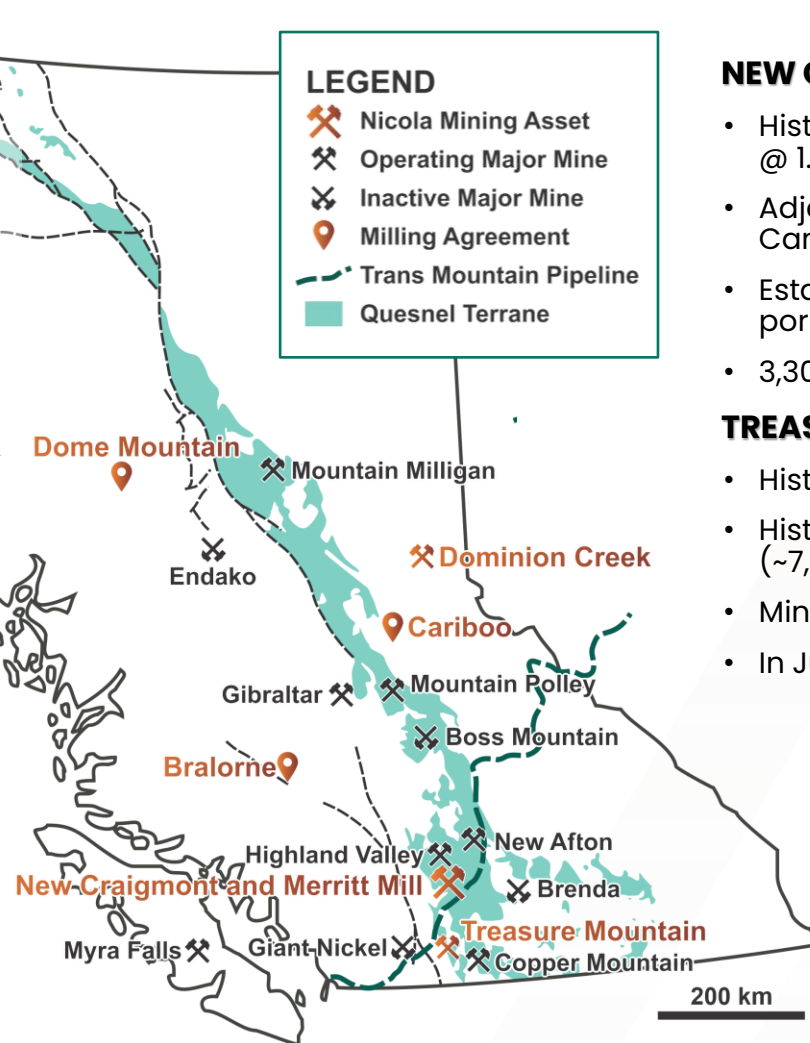 LEGEND
Nicola Mining Asset
Operating Major Mine
Inactive Major Mine
Milling Agreement
Trans Mountain Pipeline
Quesnel Terrane
Dome Mountain
Mountain Milligan
Endako
Dominion Creek
Cariboo
Gibraltar
Mountain Polley
Boss Mountain
Bralorne
New Afton
Highland Valley
New Craigmont and Merritt Mill
Brenda
Treasure Mountain
Myra Falls
Giant Nickel
Copper Mountain
200 km
NEW
• Hist
@ 1.
• Adj
Car
• Est
por
• 3,30
TREAS
• Hist
• Hist
(~7,
• Min
• In J